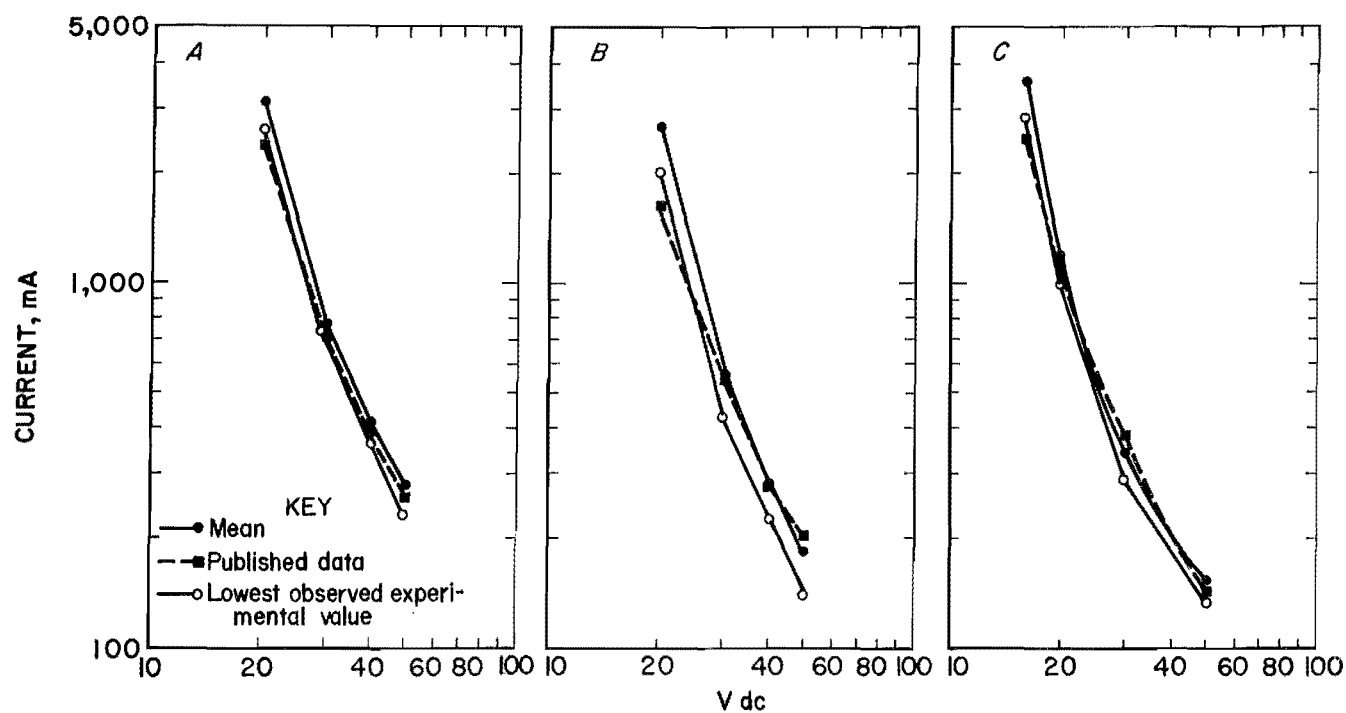 5,000
1,000
100
CURRENT, mA
A
B
C
KEY
Mean
Published data
Lowest observed experi-
mental value
10 20 40 60 80 100
10 20 40 60 80 100
10 20 40 60 80 100
V dc